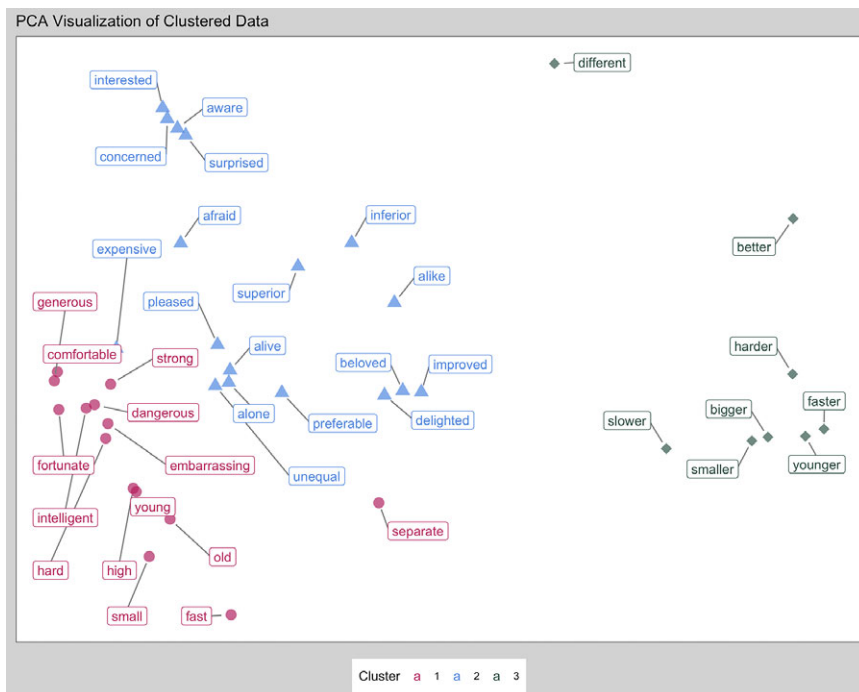 PCA Visualization of Clustered Data
different
interested
aware
concerned
surprised
afraid
inferior
better
expensive
superior
alike
generous
pleased
comfortable
strong
alive
harder
beloved
improved
dangerous
alone
preferable
delighted
slower
bigger
faster
fortunate
embarrassing
unequal
smaller
younger
intelligent
young
separate
hard
high
old
small
fast
Cluster a 1 a 2 a 3